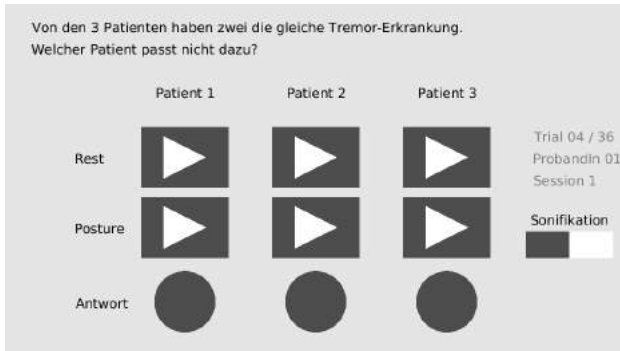 Von den 3 Patienten haben zwei die gleiche Tremor-Erkrankung.
Welcher Patient passt nicht dazu?
Patient 1 Patient 2 Patient 3
Rest
Posture
Antwort
Trial 04 / 36
ProbandIn 01
Session 1
Sonifikation